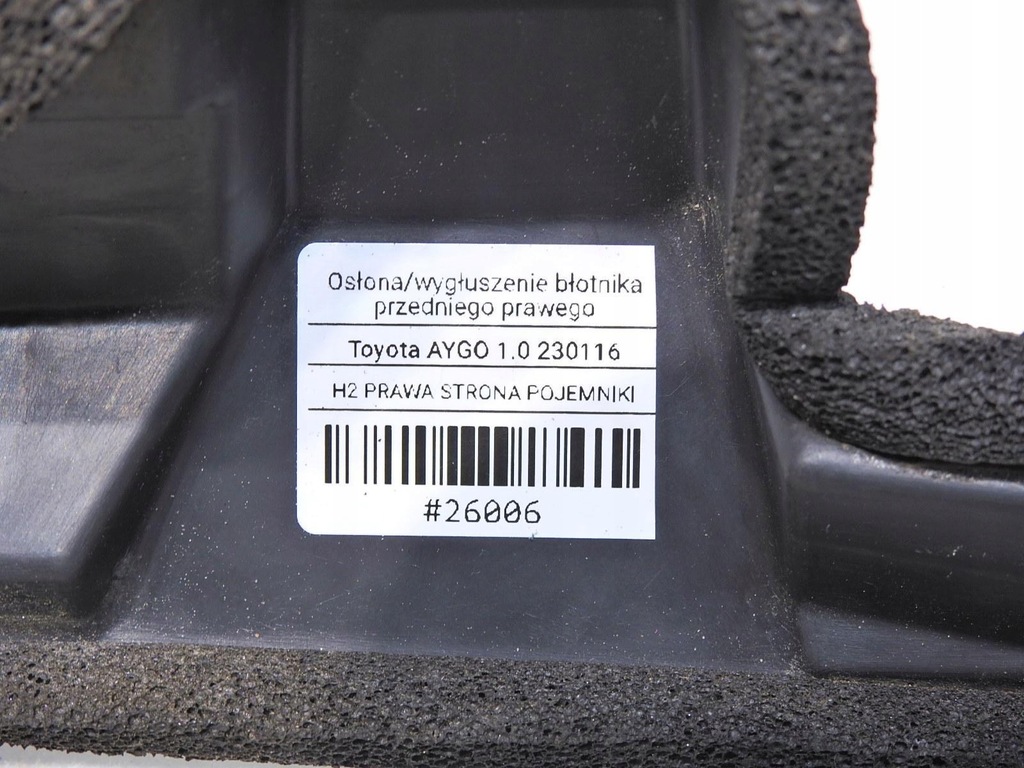 Osłona/wygłuszenie błotnika
przedniego prawego
Toyota AYGO 1.0 230116
H2 PRAWA STRONA POJEMNIKI
#26006